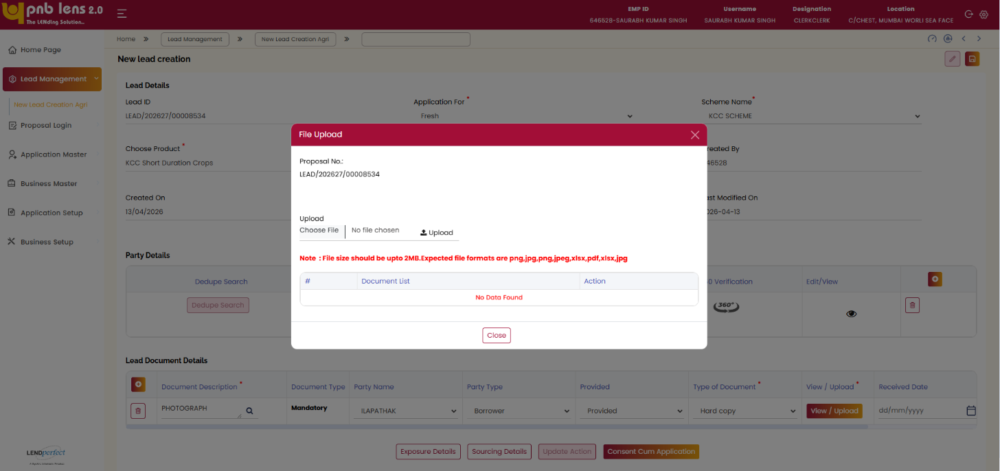 pnb lens 2.0
The LENding Solution..
EMP ID
646528-SAURABH KUMAR SINGH
Username
SAURABH KUMAR SINGH
Designation
CLERKCLERK
Location
C/CHEST, MUMBAI WORLI SEA FACE
Home
Lead Management
New Lead Creation Agri
Home Page
Lead Management
New Lead Creation Agri
Proposal Login
Application Master
Business Master
Application Setup
Business Setup
LENDperfect
New lead creation
Lead Details
Lead ID
LEAD/202627/00008534
Application For *
Fresh
Scheme Name *
KCC SCHEME
Choose Product *
KCC Short Duration Crops
reated By
46528
Created On
13/04/2026
ast Modified On
026-04-13
File Upload
Proposal No.:
LEAD/202627/00008534
Upload
Choose File No file chosen Upload
Note : File size should be upto 2MB.Expected file formats are png,jpg,png,jpeg,xlsx,pdf,xlsx,jpg
# Document List Action
No Data Found
Close
Party Details
Dedupe Search 0 Verification Edit/View
Dedupe Search 360°
Lead Document Details
Document Description * Document Type Party Name Party Type Provided Type of Document * View / Upload * Received Date
PHOTOGRAPH Mandatory ILAPATHAK Borrower Provided Hard copy View / Upload dd/mm/yyyy
Exposure Details Sourcing Details Update Action Consent Cum Application